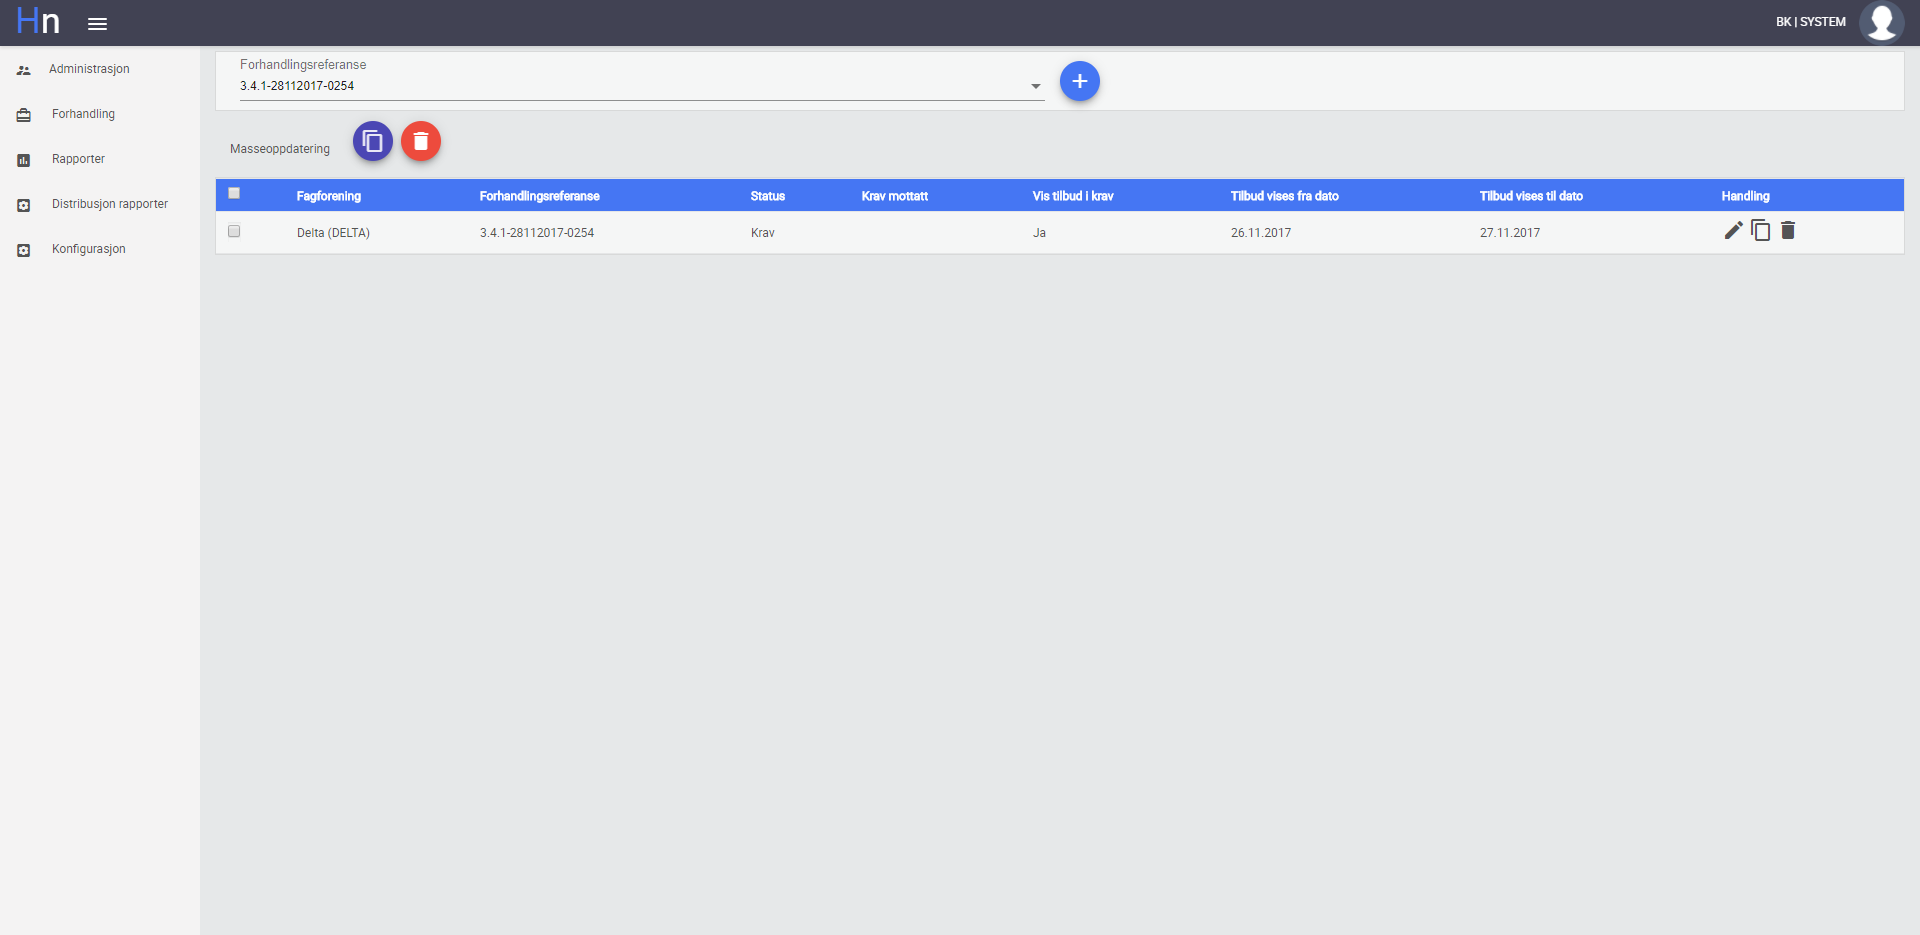 Hn
BK | SYSTEM
Administrasjon
Forhandling
Rapporter
Distribusjon rapporter
Konfigurasjon
Forhandlingsreferanse
3.4.1-28112017-0254
Masseoppdatering
Fagforening Forhandlingsreferanse Status Krav mottatt Vis tilbud i krav Tilbud vises fra dato Tilbud vises til dato Handling
Delta (DELTA) 3.4.1-28112017-0254 Krav Ja 26.11.2017 27.11.2017